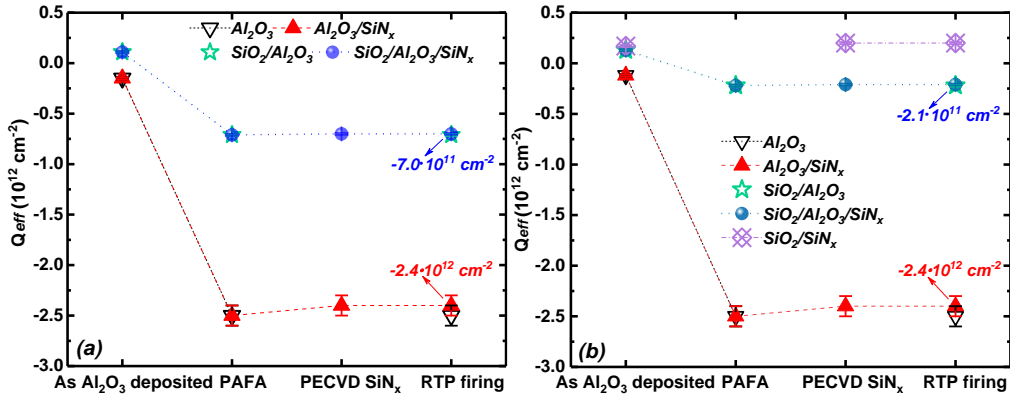 Al₂O₃ Al₂O₃/SiNₓ
SiO₂/Al₂O₃ SiO₂/Al₂O₃/SiNₓ
Qeff (10¹² cm⁻²)
0.5
0.0
-0.5
-1.0
-1.5
-2.0
-2.5
-3.0
-7.0·10¹¹ cm⁻²
-2.4·10¹² cm⁻²
(a)
As Al₂O₃ deposited PAFA PECVD SiNₓ RTP firing
Qeff (10¹² cm⁻²)
0.5
0.0
-0.5
-1.0
-1.5
-2.0
-2.5
-3.0
-2.1·10¹¹ cm⁻²
Al₂O₃
Al₂O₃/SiNₓ
SiO₂/Al₂O₃
SiO₂/Al₂O₃/SiNₓ
SiO₂/SiNₓ
-2.4·10¹² cm⁻²
(b)
As Al₂O₃ deposited PAFA PECVD SiNₓ RTP firing